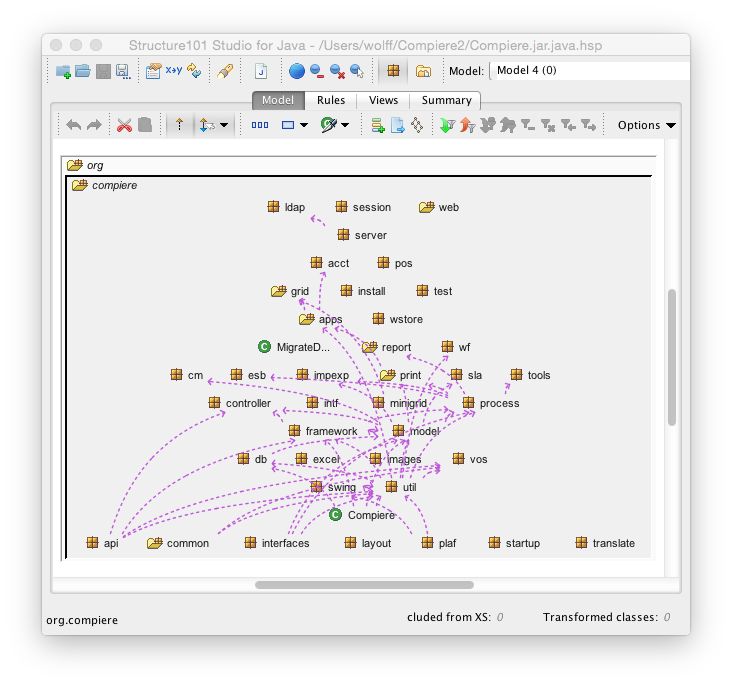 Structure101 Studio for Java - /Users/wolff/Compiere2/Compiere.jar.java.hsp
x→y J Model: Model 4 (0)
Model Rules Views Summary
Options
org
compiere
ldap session web
server
acct pos
grid install test
apps wstore
C MigrateD... report wf
cm esb impexp print sla tools
controller intf minigrid process
framework model
db excel images vos
swing util
C Compiere
api common interfaces layout plaf startup translate
org.compiere cluded from XS: 0 Transformed classes: 0